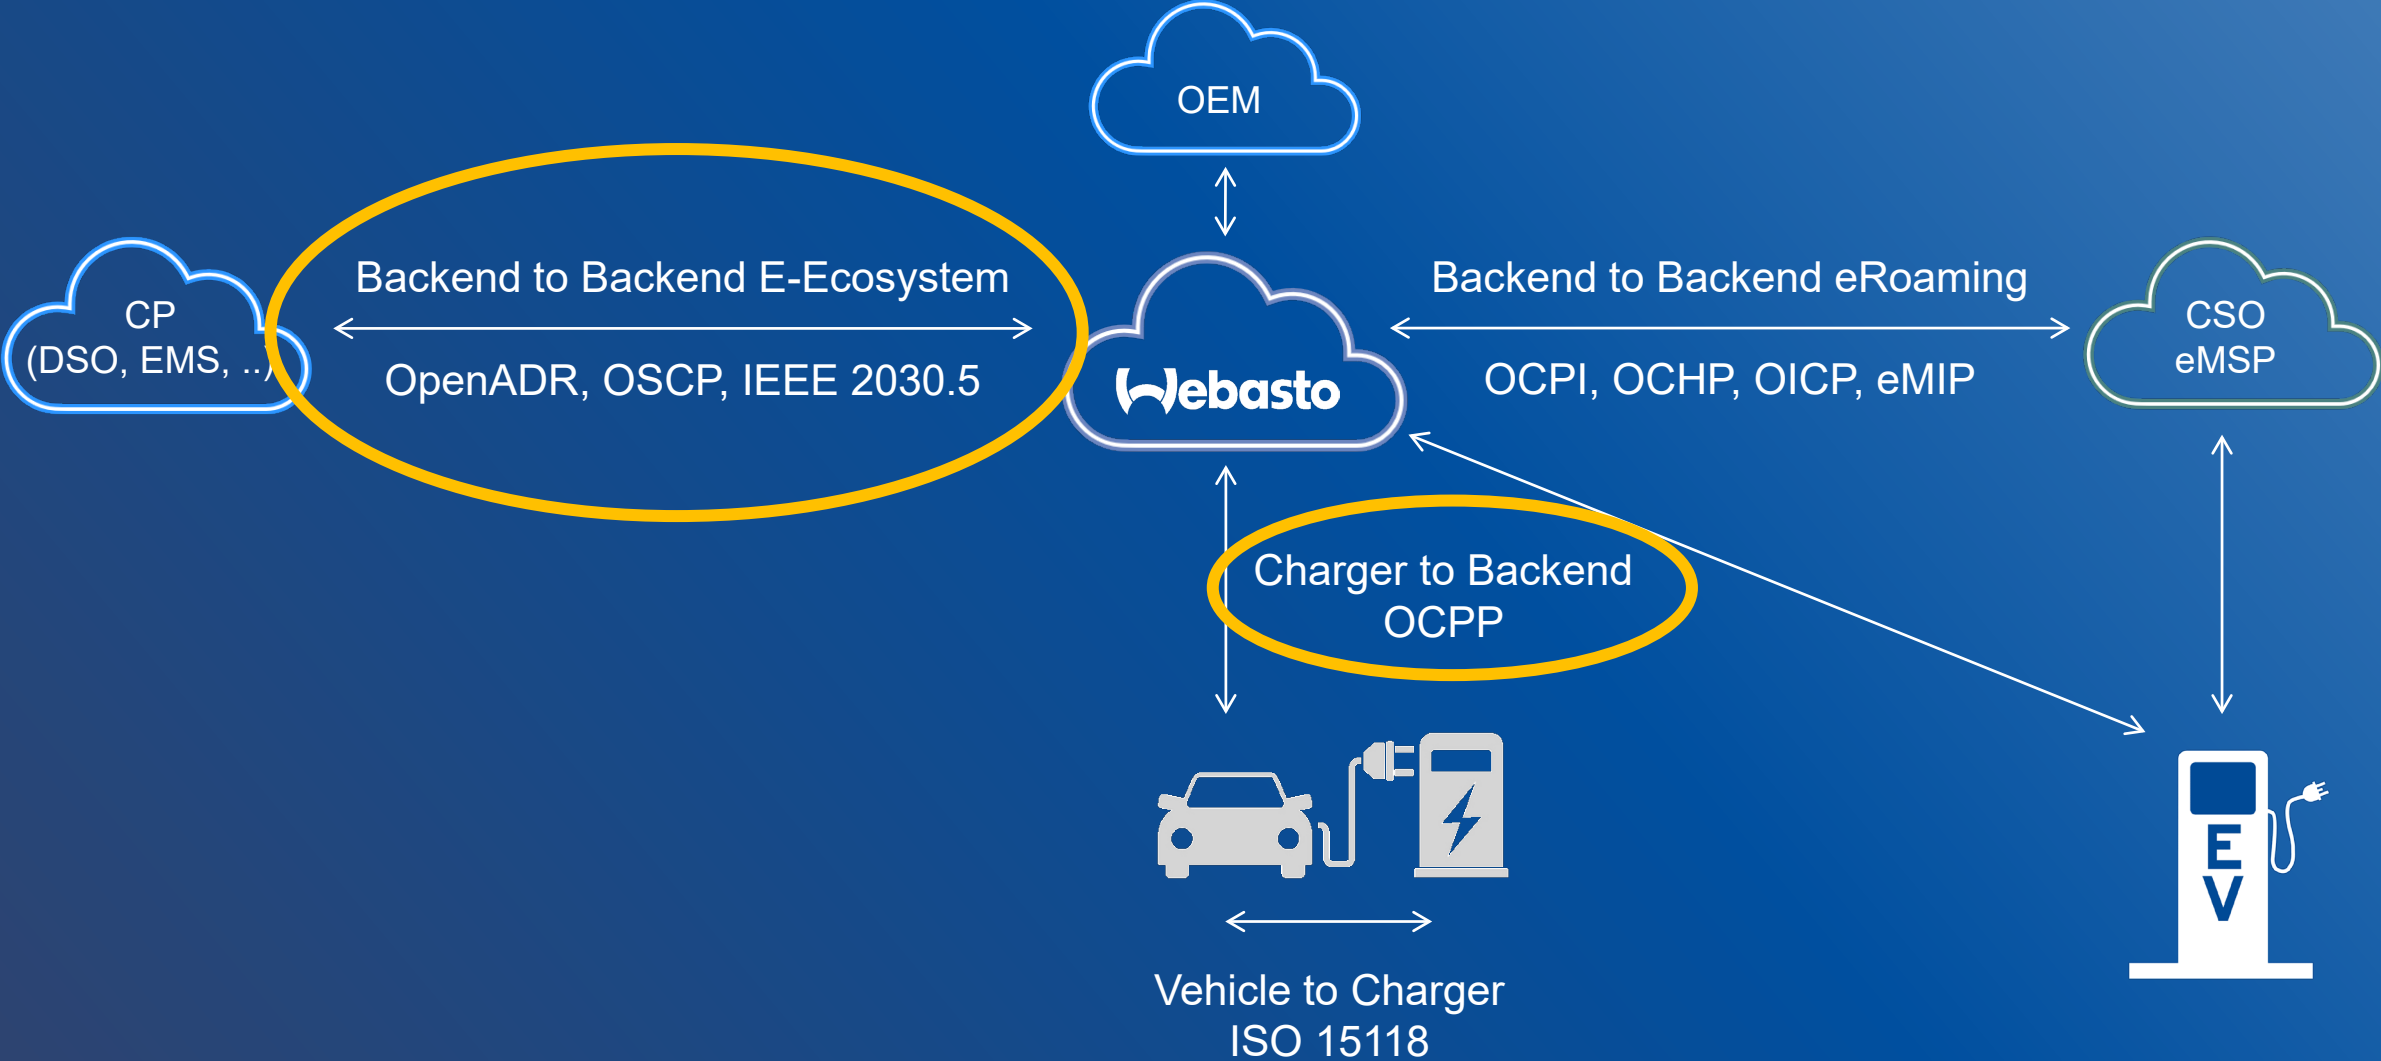 OEM
Backend to Backend E-Ecosystem
Backend to Backend eRoaming
CP
(DSO, EMS, ..)
CSO
eMSP
OpenADR, OSCP, IEEE 2030.5
Webasto
OCPI, OCHP, OICP, eMIP
Charger to Backend
OCPP
E
V
Vehicle to Charger
ISO 15118